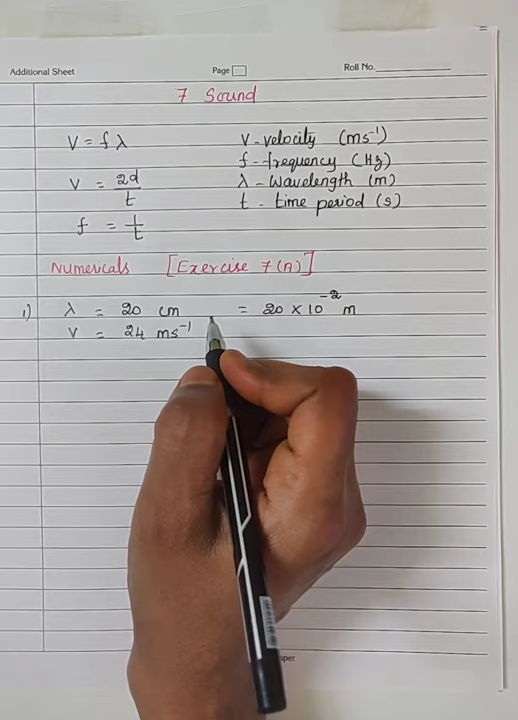 Additional Sheet Page Roll No.
7 Sound
V = fλ V - velocity (ms⁻¹)
f - frequency (Hz)
V = 2d/t λ - Wavelength (m)
t - time period (s)
f = 1/t
Numericals [Exercise 7(A)]
1) λ = 20 cm = 20 × 10⁻² m
V = 24 ms⁻¹